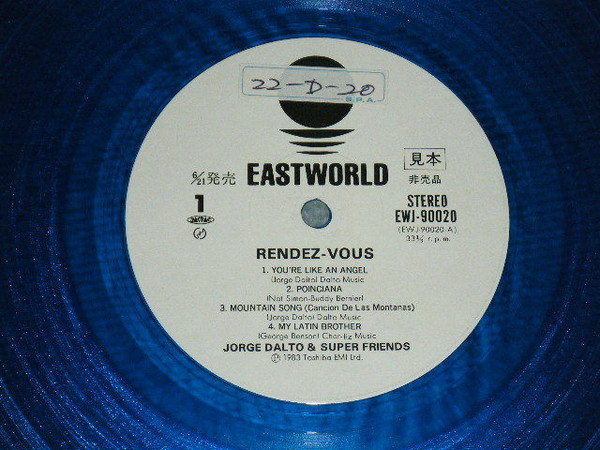 22-D-20
S.P.A.
6/21発売
EASTWORLD
見本
非売品
1
STEREO
EWJ-90020
(EWJ-90020-A)
33⅓ r.p.m.
RENDEZ-VOUS
1. YOU'RE LIKE AN ANGEL
(Jorge Dalto) Dalto Music
2. POINCIANA
(Nat Simon-Buddy Bernier)
3. MOUNTAIN SONG (Cancion De Las Montanas)
(Jorge Dalto) Dalto Music
4. MY LATIN BROTHER
(George Benson) Char-Liz Music
JORGE DALTO & SUPER FRIENDS
Ⓟ 1983 Toshiba EMI Ltd.